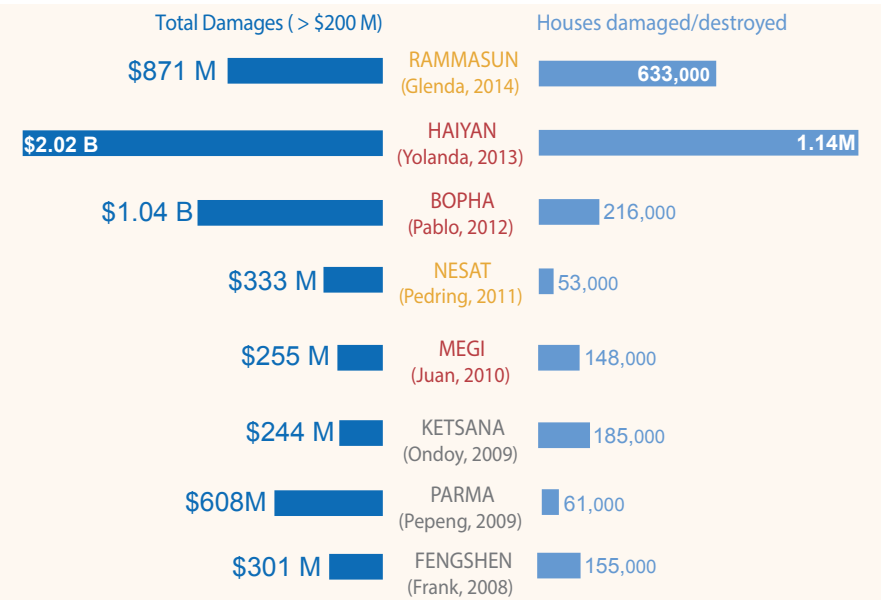 Total Damages ( > $200 M) Houses damaged/destroyed
$871 M RAMMASUN 633,000
(Glenda, 2014)
$2.02 B HAIYAN 1.14M
(Yolanda, 2013)
$1.04 B BOPHA 216,000
(Pablo, 2012)
$333 M NESAT 53,000
(Pedring, 2011)
$255 M MEGI 148,000
(Juan, 2010)
$244 M KETSANA 185,000
(Ondoy, 2009)
$608M PARMA 61,000
(Pepeng, 2009)
$301 M FENGSHEN 155,000
(Frank, 2008)